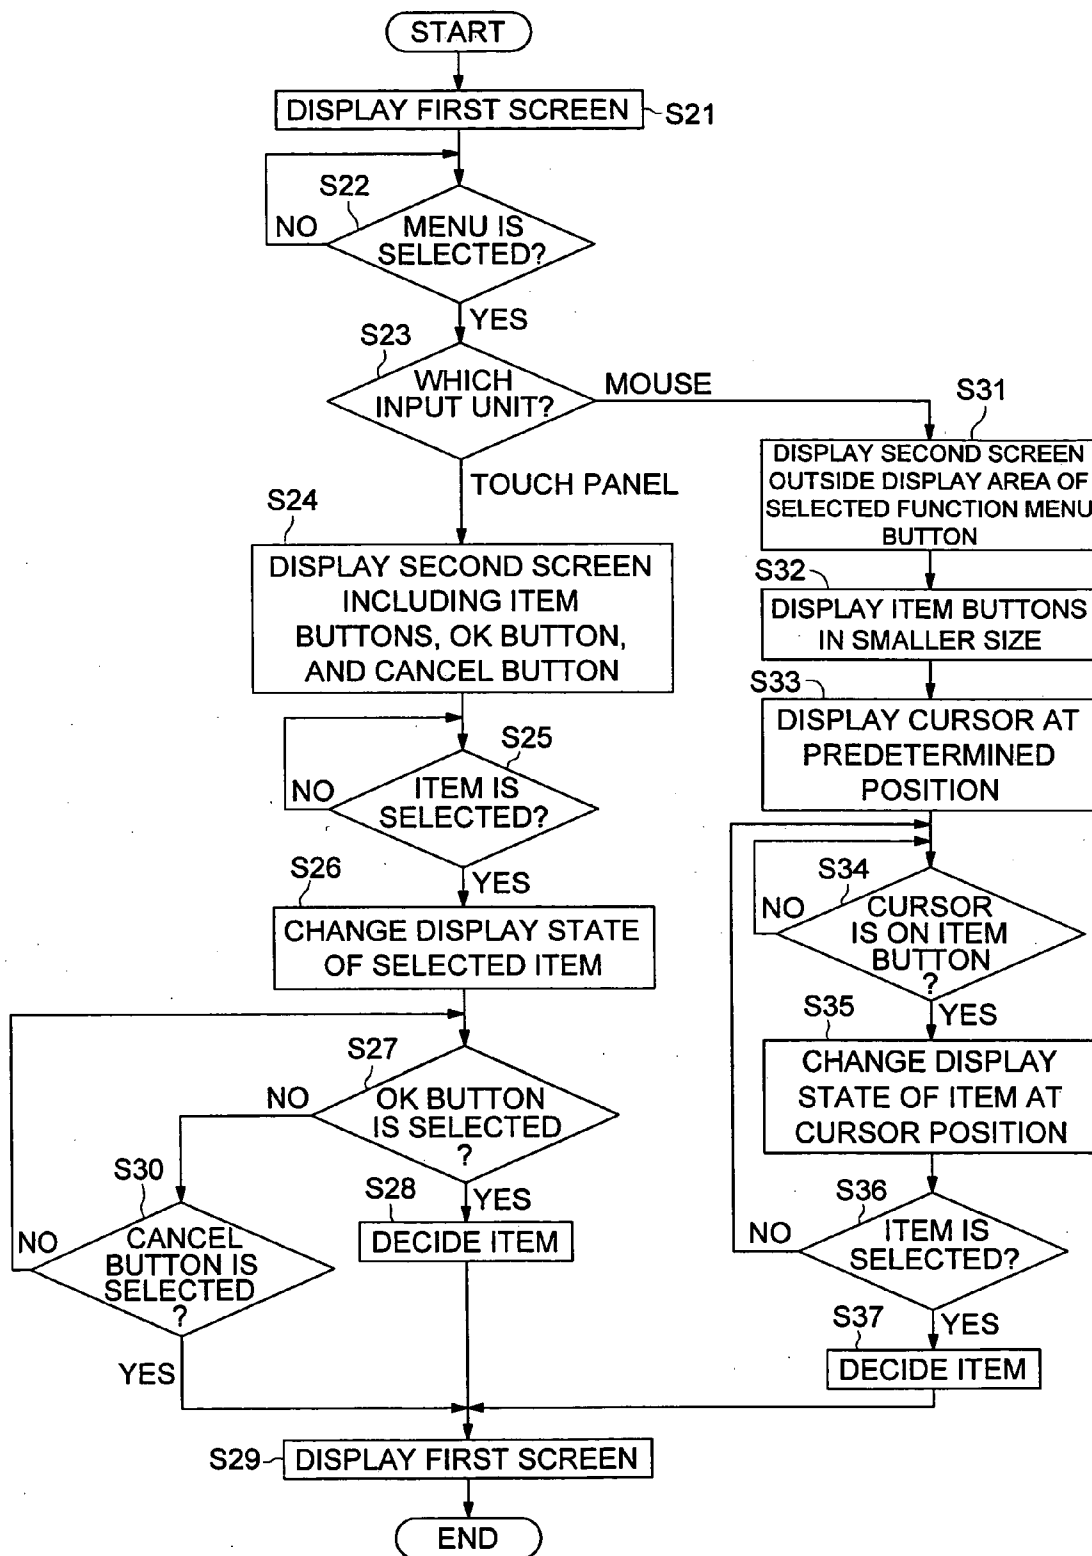 START
DISPLAY FIRST SCREEN
S21
S22
NO
MENU IS
SELECTED?
YES
S23
WHICH
INPUT UNIT?
MOUSE
TOUCH PANEL
S24
DISPLAY SECOND SCREEN
INCLUDING ITEM
BUTTONS, OK BUTTON,
AND CANCEL BUTTON
S25
NO
ITEM IS
SELECTED?
YES
S26
CHANGE DISPLAY STATE
OF SELECTED ITEM
S27
NO
OK BUTTON
IS SELECTED
?
YES
S28
DECIDE ITEM
S30
NO
CANCEL
BUTTON IS
SELECTED
?
YES
S31
DISPLAY SECOND SCREEN
OUTSIDE DISPLAY AREA OF
SELECTED FUNCTION MENU
BUTTON
S32
DISPLAY ITEM BUTTONS
IN SMALLER SIZE
S33
DISPLAY CURSOR AT
PREDETERMINED
POSITION
S34
NO
CURSOR
IS ON ITEM
BUTTON
?
YES
S35
CHANGE DISPLAY
STATE OF ITEM AT
CURSOR POSITION
S36
NO
ITEM IS
SELECTED?
YES
S37
DECIDE ITEM
S29
DISPLAY FIRST SCREEN
END